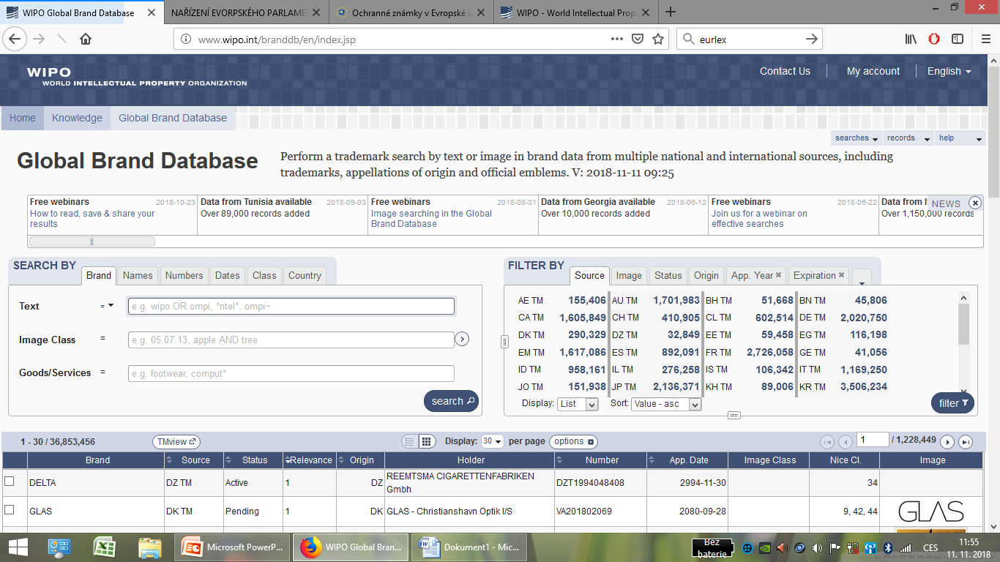 WIPO Global Brand Database
NAŘÍZENÍ EVORPSKÉHO PARLAME
Ochranné známky v Evropské u
WIPO - World Intellectual Prop
www.wipo.int/branddb/en/index.jsp
eurlex
WIPO
WORLD INTELLECTUAL PROPERTY ORGANIZATION
Contact Us
My account
English
Home
Knowledge
Global Brand Database
searches
records
help
Global Brand Database
Perform a trademark search by text or image in brand data from multiple national and international sources, including
trademarks, appellations of origin and official emblems. V: 2018-11-11 09:25
Free webinars 2018-10-23
How to read, save & share your
results
Data from Tunisia available 2018-09-03
Over 89,000 records added
Free webinars 2018-08-31
Image searching in the Global
Brand Database
Data from Georgia available 2018-06-12
Over 10,000 records added
Free webinars 2018-06-22
Join us for a webinar on
effective searches
Data from I
Over 1,150,000 records
NEWS
SEARCH BY
Brand Names Numbers Dates Class Country
Text = e.g. wipo OR ompi, *ntel*, ompi~
Image Class = e.g. 05.07.13, apple AND tree
Goods/Services = e.g. footwear, comput*
search
FILTER BY
Source Image Status Origin App. Year Expiration
AE TM 155,406 AU TM 1,701,983 BH TM 51,668 BN TM 45,806
CA TM 1,605,849 CH TM 410,905 CL TM 602,514 DE TM 2,020,750
DK TM 290,329 DZ TM 32,849 EE TM 59,458 EG TM 116,198
EM TM 1,617,086 ES TM 892,091 FR TM 2,726,058 GE TM 41,056
ID TM 958,161 IL TM 276,258 IS TM 106,342 IT TM 1,169,250
JO TM 151,938 JP TM 2,136,371 KH TM 89,006 KR TM 3,506,234
Display: List Sort: Value - asc
filter
1 - 30 / 36,853,456 TMview Display: 30 per page options 1 / 1,228,449
Brand Source Status Relevance Origin Holder Number App. Date Image Class Nice Cl. Image
DELTA DZ TM Active 1 DZ REEMTSMA CIGARETTENFABRIKEN
Gmbh DZT1994048408 2994-11-30 34
GLAS DK TM Pending 1 DK GLAS - Christianshavn Optik I/S VA201802069 2080-09-28 9, 42, 44
GLAS
Microsoft PowerP...
WIPO Global Bran...
Dokument1 - Mic...
Bez
baterie
CES
11:55
11. 11. 2018